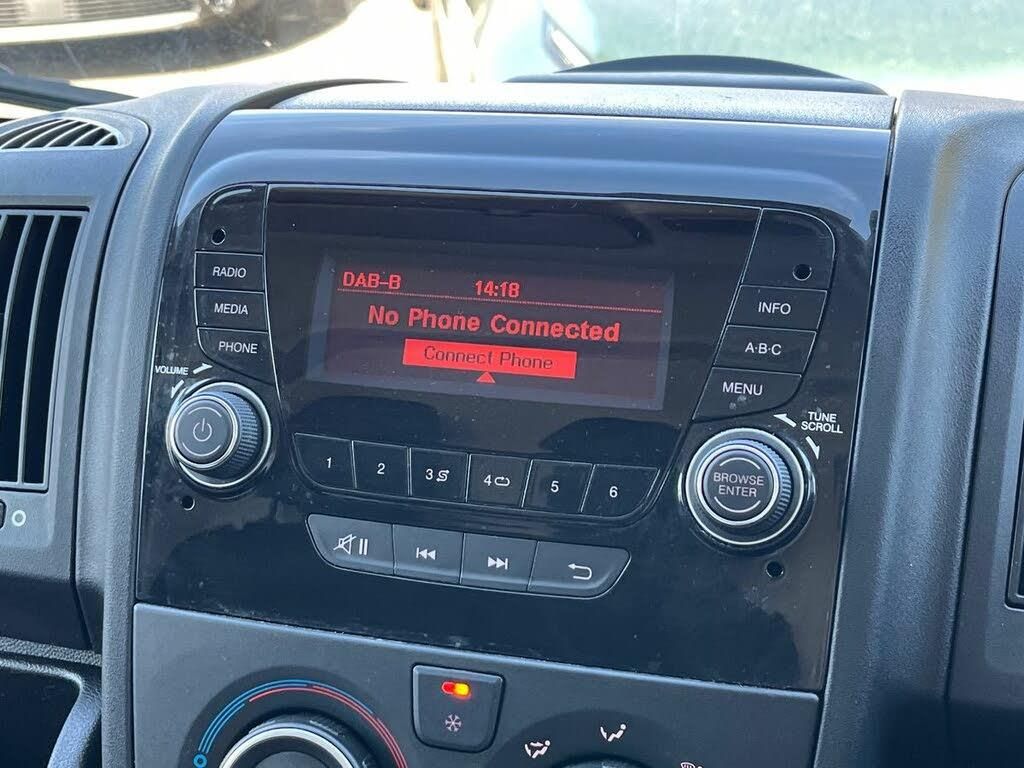 RADIO
MEDIA
PHONE
VOLUME
DAB-B 14:18
No Phone Connected
Connect Phone
INFO
A·B·C
MENU
TUNE
SCROLL
BROWSE
ENTER
1 2 3 4 5 6